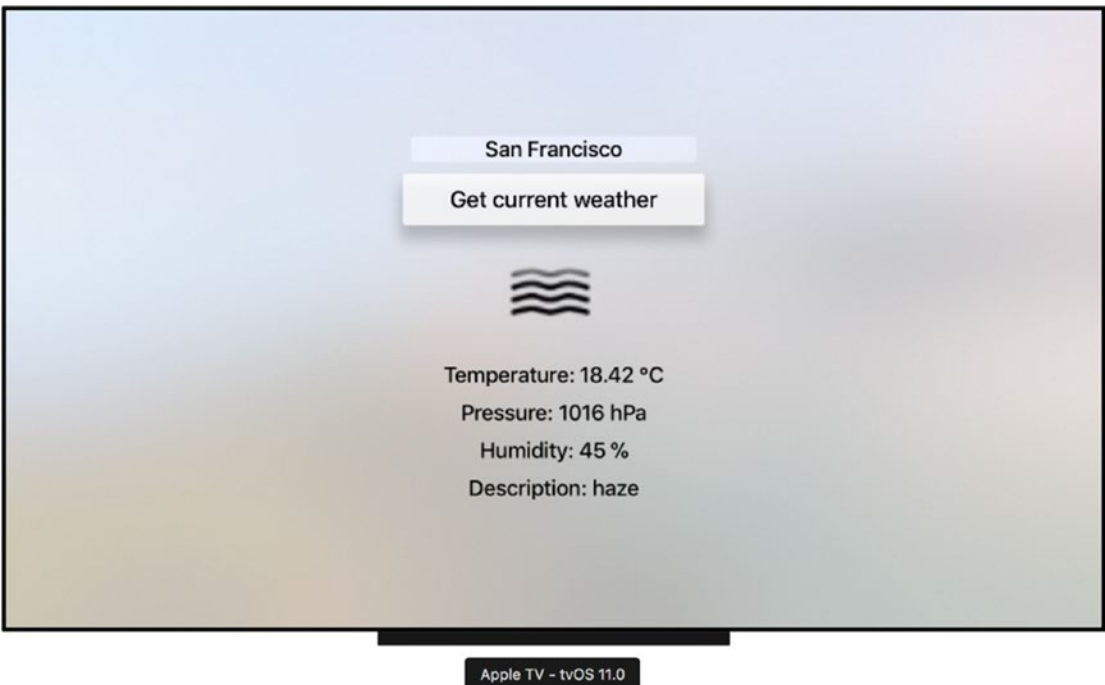 San Francisco
Get current weather
Temperature: 18.42 °C
Pressure: 1016 hPa
Humidity: 45 %
Description: haze
Apple TV - tvOS 11.0